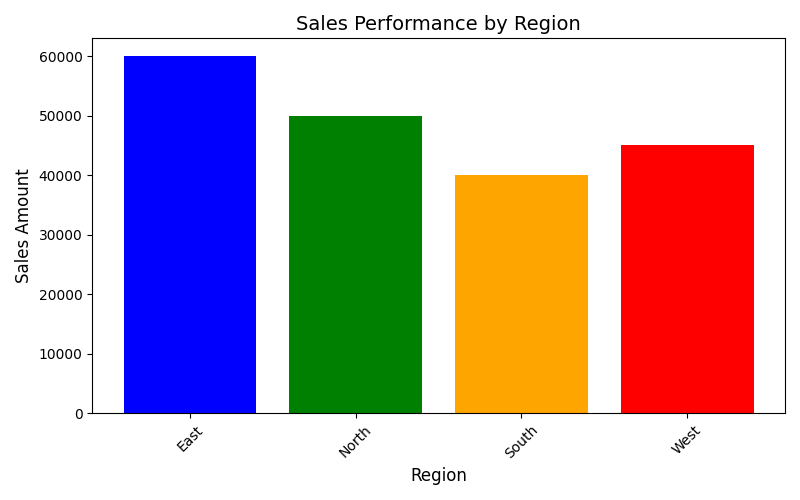 Sales Performance by Region
Sales Amount
60000
50000
40000
30000
20000
10000
0
East
North
South
West
Region